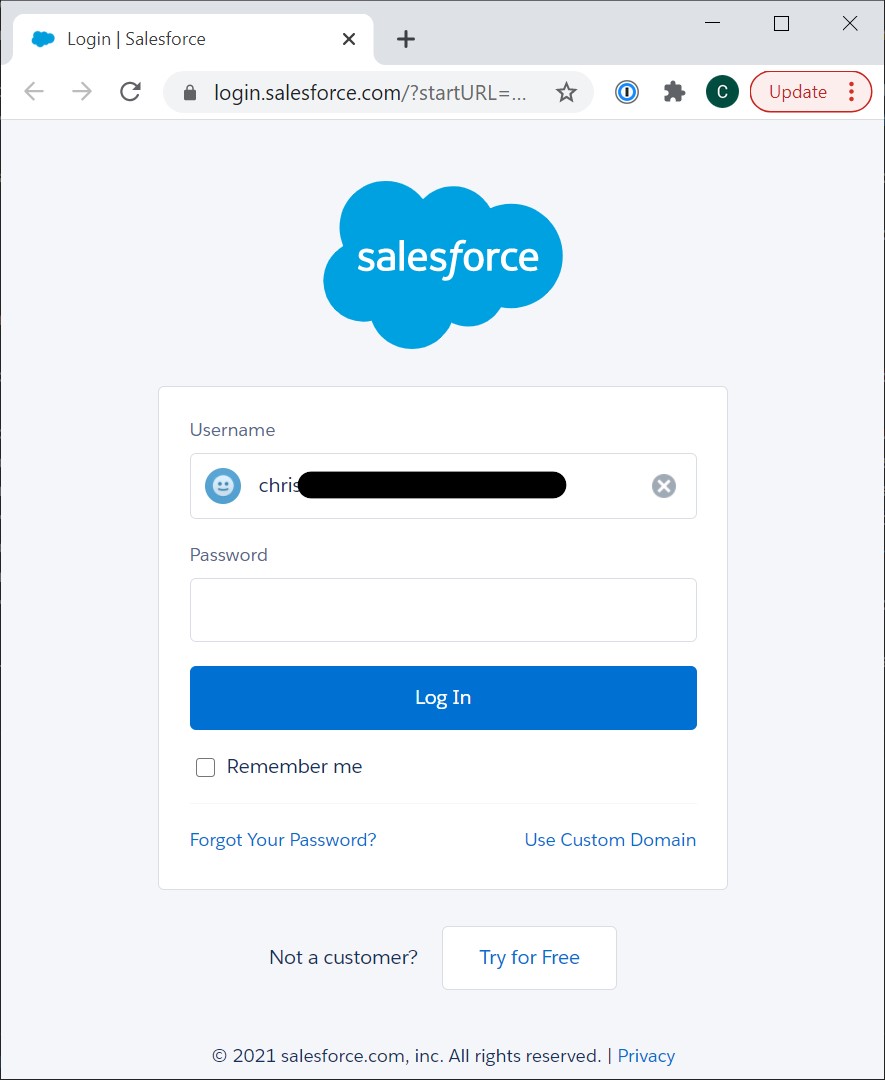 Login | Salesforce
login.salesforce.com/?startURL=...
C
Update
salesforce
Username
chris
Password
Log In
Remember me
Forgot Your Password?
Use Custom Domain
Not a customer?
Try for Free
© 2021 salesforce.com, inc. All rights reserved. | Privacy